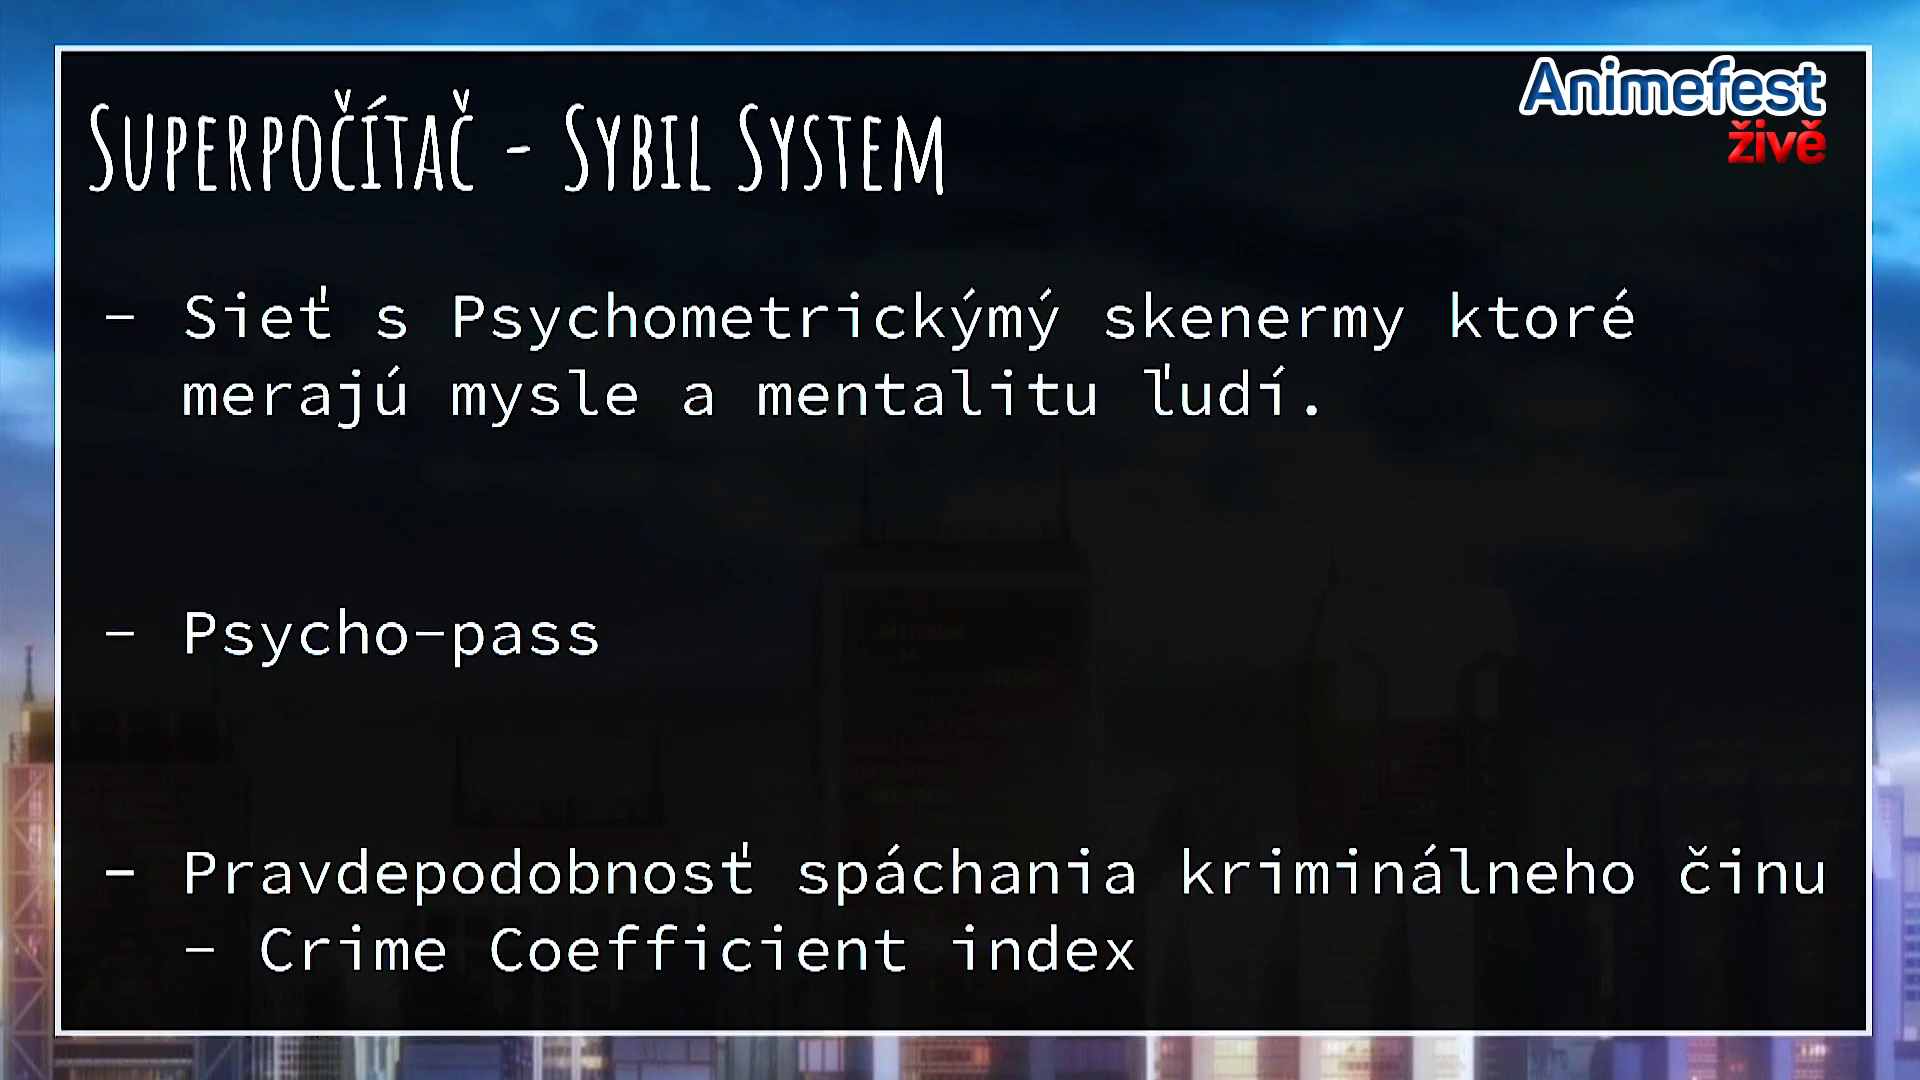 Animefest
živě
Superpočítač - Sybil System
- Sieť s Psychometrickýmý skenermy ktoré
merajú mysle a mentalitu ľudí.
- Psycho-pass
- Pravdepodobnosť spáchania kriminálneho činu
- Crime Coefficient index